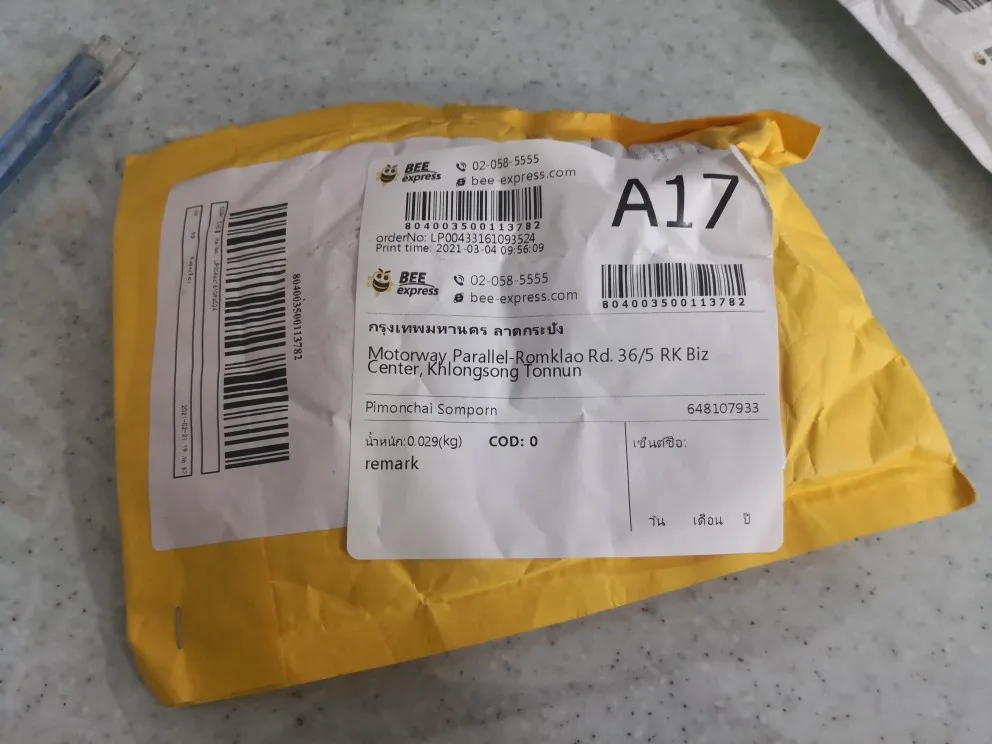 BEE express
02-058-5555
bee-express.com
A17
804003500113782
orderNo: LP00433161093524
Print time: 2021-03-04 09:56:09
BEE express
02-058-5555
bee-express.com
804003500113782
กรุงเทพมหานคร ลาดกระบัง
Motorway Parallel-Romklao Rd. 36/5 RK Biz
Center, Khlongsong Tonnun
Pimonchai Somporn
648107933
น้ำหนัก:0.029(kg)
COD: 0
remark
เซ็นต์ชื่อ:
วัน เดือน ปี
804003500113782